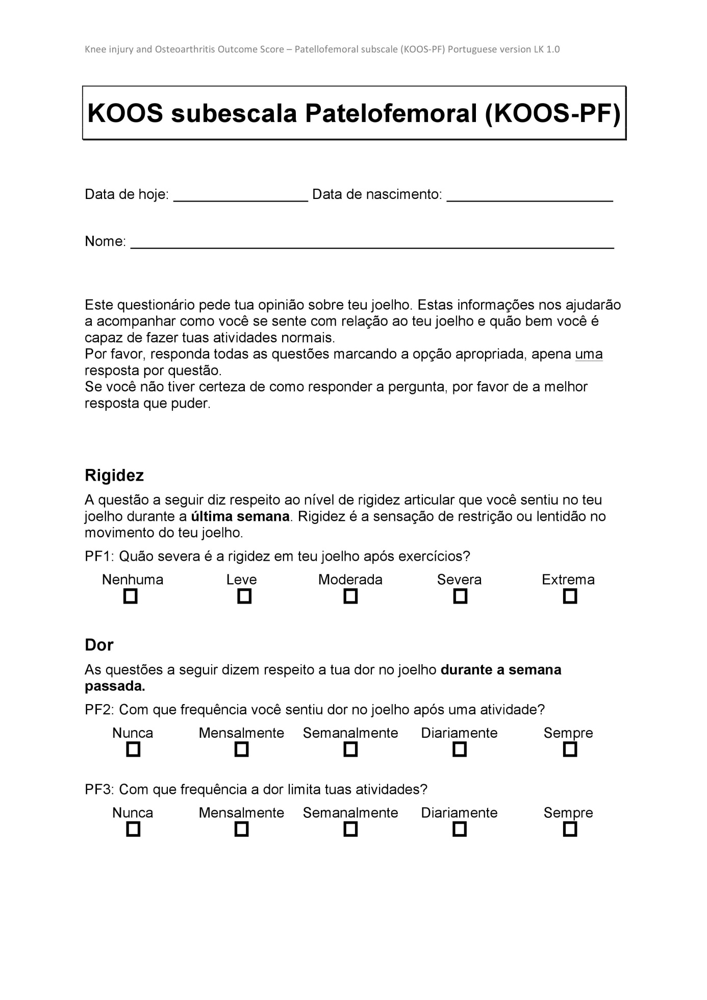 Knee injury and Osteoarthritis Outcome Score – Patellofemoral subscale (KOOS-PF) Portuguese version LK 1.0
KOOS subescala Patelofemoral (KOOS-PF)
Data de hoje: _________________ Data de nascimento: _____________________
Nome: _____________________________________________________________
Este questionário pede tua opinião sobre teu joelho. Estas informações nos ajudarão
a acompanhar como você se sente com relação ao teu joelho e quão bem você é
capaz de fazer tuas atividades normais.
Por favor, responda todas as questões marcando a opção apropriada, apena uma
resposta por questão.
Se você não tiver certeza de como responder a pergunta, por favor de a melhor
resposta que puder.
Rigidez
A questão a seguir diz respeito ao nível de rigidez articular que você sentiu no teu
joelho durante a última semana. Rigidez é a sensação de restrição ou lentidão no
movimento do teu joelho.
PF1: Quão severa é a rigidez em teu joelho após exercícios?
Nenhuma Leve Moderada Severa Extrema
☐ ☐ ☐ ☐ ☐
Dor
As questões a seguir dizem respeito a tua dor no joelho durante a semana
passada.
PF2: Com que frequência você sentiu dor no joelho após uma atividade?
Nunca Mensalmente Semanalmente Diariamente Sempre
☐ ☐ ☐ ☐ ☐
PF3: Com que frequência a dor limita tuas atividades?
Nunca Mensalmente Semanalmente Diariamente Sempre
☐ ☐ ☐ ☐ ☐